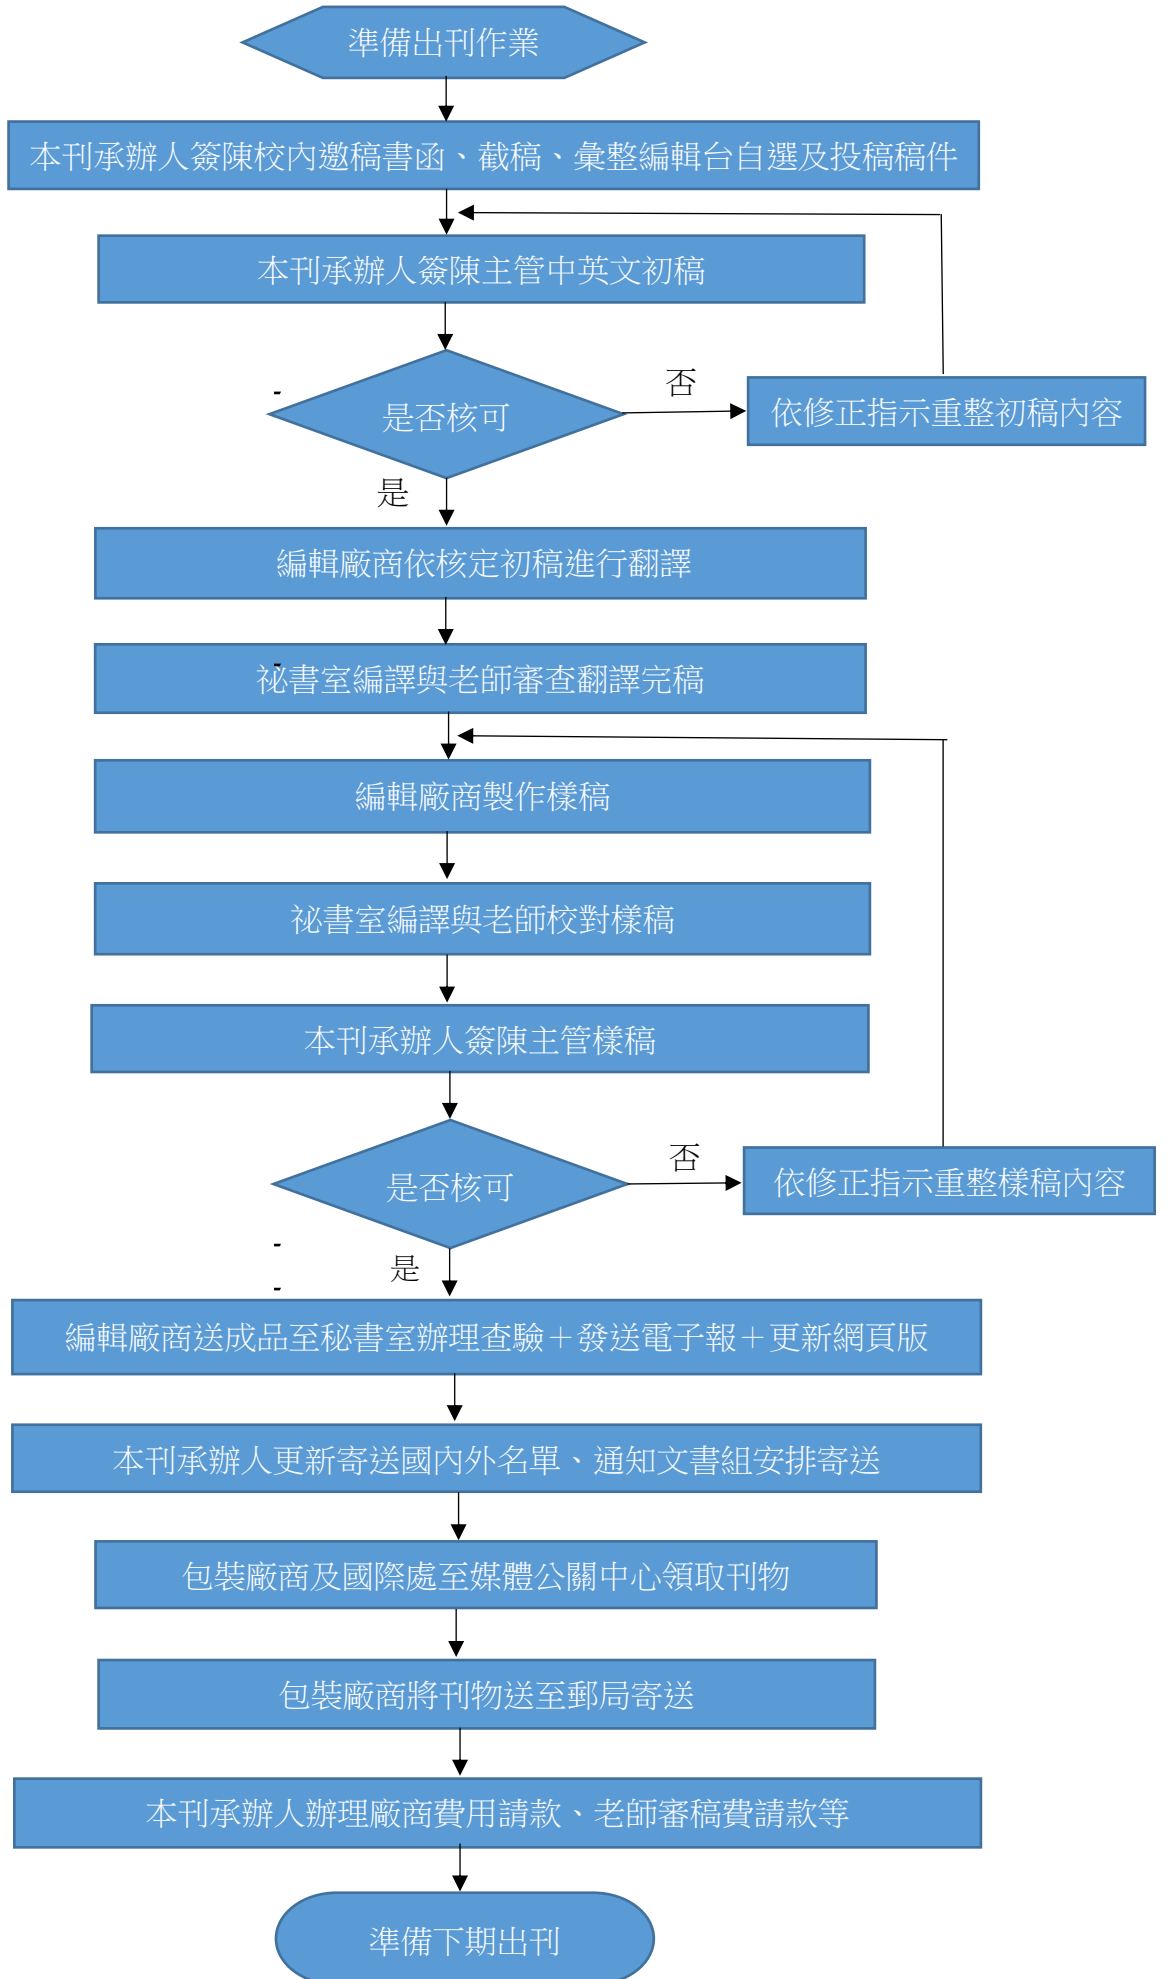 準備出刊作業
本刊承辦人簽陳校內邀稿書函、截稿、彙整編輯台自選及投稿稿件
本刊承辦人簽陳主管中英文初稿
否
是否核可
依修正指示重整初稿內容
是
編輯廠商依核定初稿進行翻譯
祕書室編譯與老師審查翻譯完稿
編輯廠商製作樣稿
祕書室編譯與老師校對樣稿
本刊承辦人簽陳主管樣稿
否
是否核可
依修正指示重整樣稿內容
是
編輯廠商送成品至秘書室辦理查驗＋發送電子報＋更新網頁版
本刊承辦人更新寄送國內外名單、通知文書組安排寄送
包裝廠商及國際處至媒體公關中心領取刊物
包裝廠商將刊物送至郵局寄送
本刊承辦人辦理廠商費用請款、老師審稿費請款等
準備下期出刊